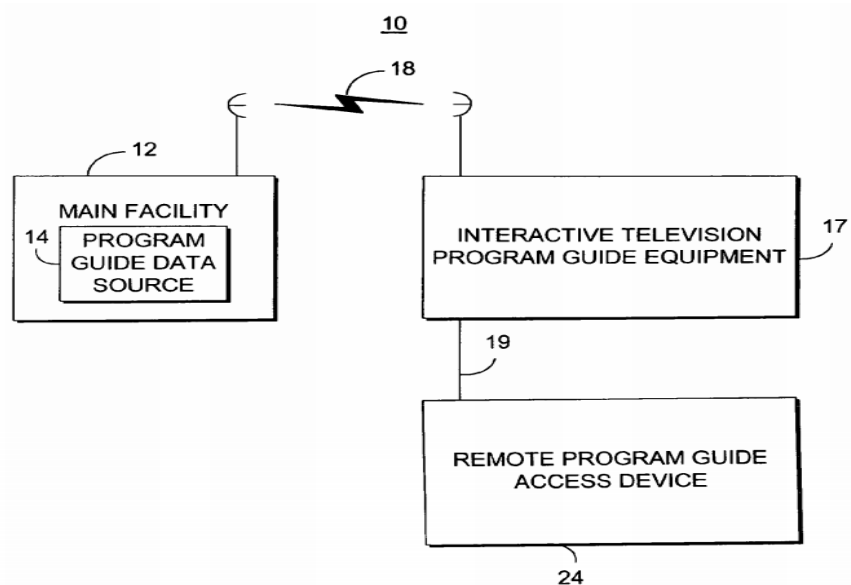 10
18
12
MAIN FACILITY
14
PROGRAM
GUIDE DATA
SOURCE
INTERACTIVE TELEVISION
PROGRAM GUIDE EQUIPMENT
17
19
REMOTE PROGRAM GUIDE
ACCESS DEVICE
24